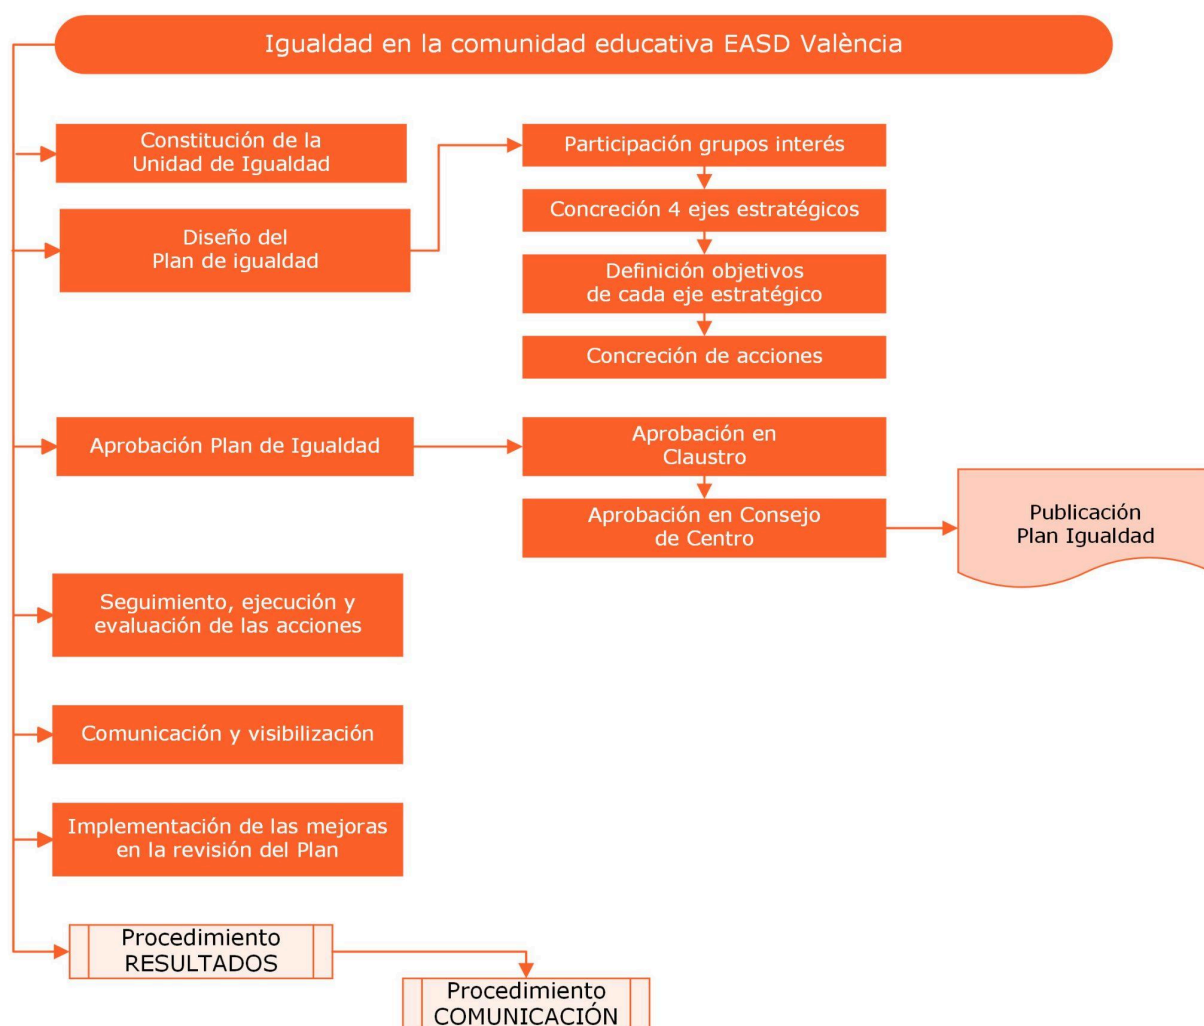 Igualdad en la comunidad educativa EASD València
Constitución de la
Unidad de Igualdad
Diseño del
Plan de igualdad
Participación grupos interés
Concreción 4 ejes estratégicos
Definición objetivos
de cada eje estratégico
Concreción de acciones
Aprobación Plan de Igualdad
Aprobación en
Claustro
Aprobación en Consejo
de Centro
Publicación
Plan Igualdad
Seguimiento, ejecución y
evaluación de las acciones
Comunicación y visibilización
Implementación de las mejoras
en la revisión del Plan
Procedimiento
RESULTADOS
Procedimiento
COMUNICACIÓN